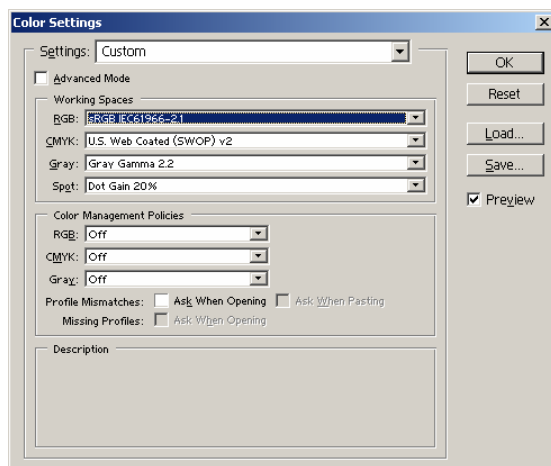 Color Settings
Settings: Custom
OK
Advanced Mode
Reset
Working Spaces
RGB: sRGB IEC61966-2.1
CMYK: U.S. Web Coated (SWOP) v2
Load...
Gray: Gray Gamma 2.2
Save...
Spot: Dot Gain 20%
Preview
Color Management Policies
RGB: Off
CMYK: Off
Gray: Off
Profile Mismatches: Ask When Opening Ask When Pasting
Missing Profiles: Ask When Opening
Description